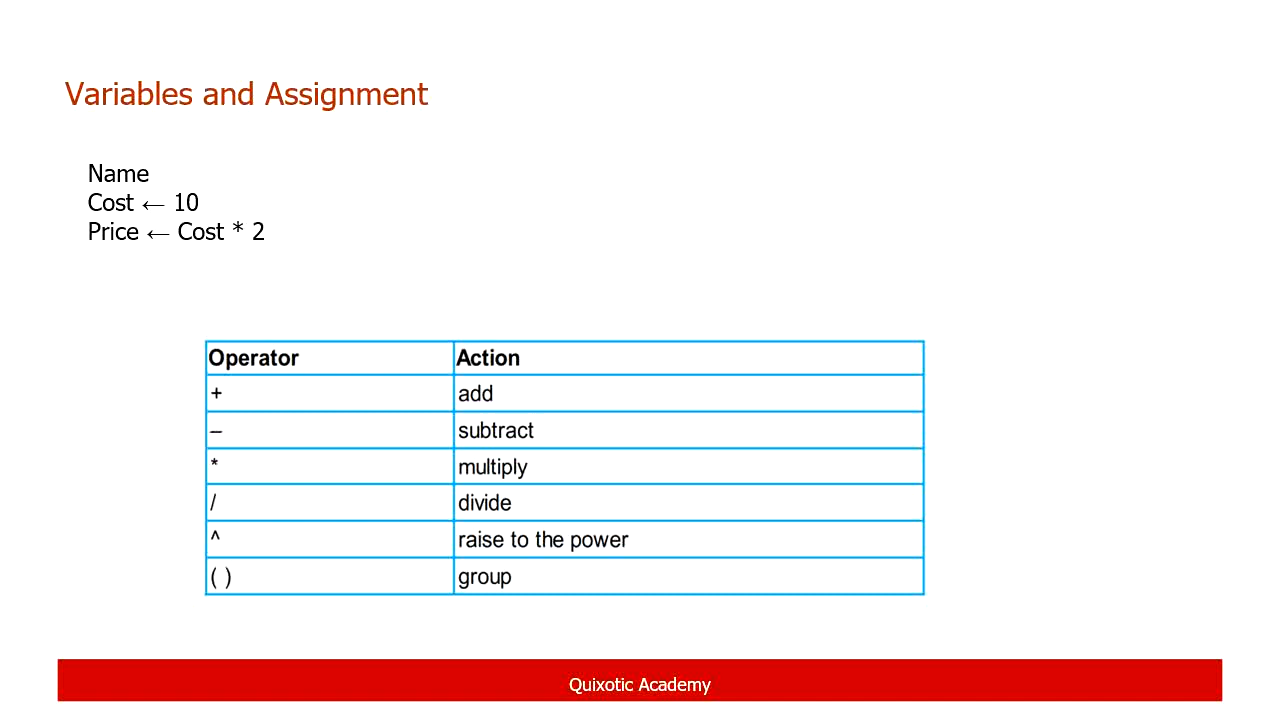 Variables and Assignment
Name
Cost ← 10
Price ← Cost * 2
Operator Action
+ add
– subtract
* multiply
/ divide
^ raise to the power
( ) group
Quixotic Academy